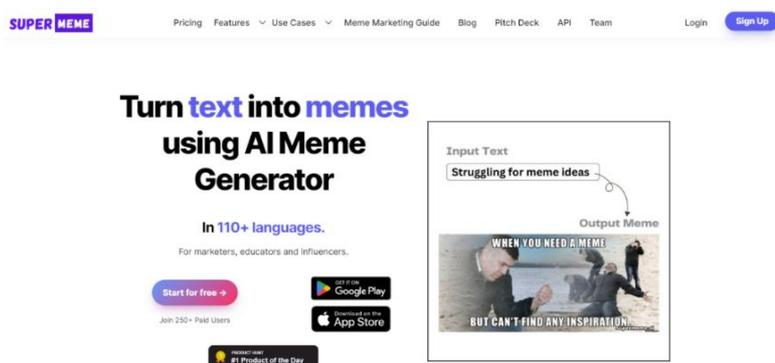 SUPER MEME
Pricing Features Use Cases Meme Marketing Guide Blog Pitch Deck API Team Login Sign Up
Turn text into memes
using AI Meme
Generator
In 110+ languages.
For marketers, educators and influencers.
Start for free →
Join 250+ Paid Users
GET IT ON
Google Play
Download on the
App Store
PRODUCT HUNT
#1 Product of the Day
Input Text
Struggling for meme ideas
Output Meme
WHEN YOU NEED A MEME
BUT CAN'T FIND ANY INSPIRATION